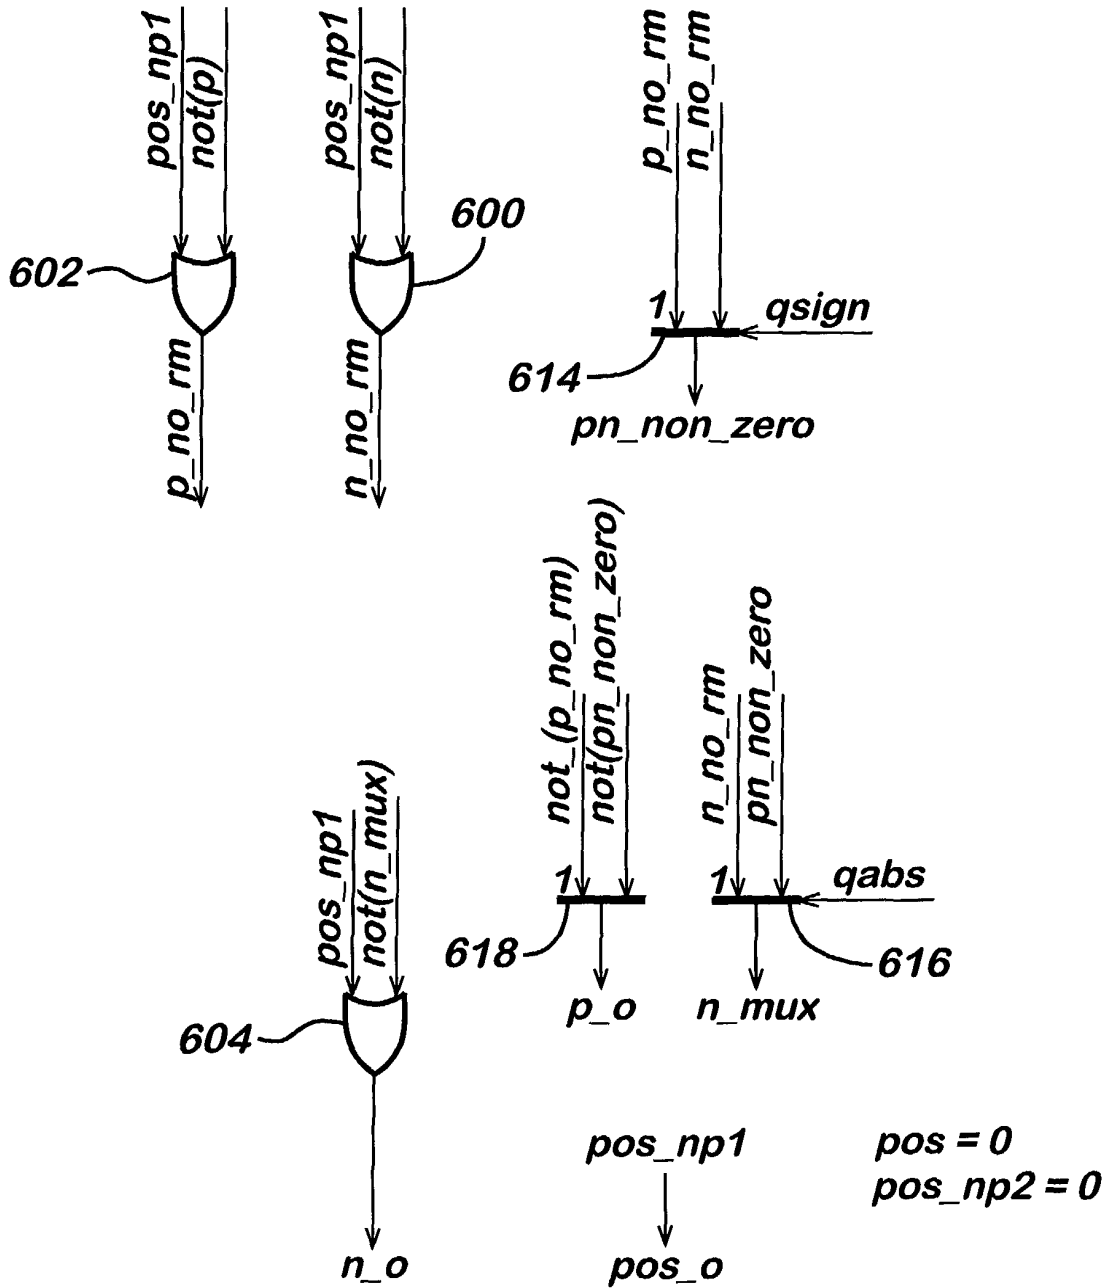 pos_np1
not(p)
602
p_no_rm
pos_np1
not(n)
600
n_no_rm
p_no_rm
n_no_rm
1
qsign
614
pn_non_zero
not_(p_no_rm)
not(pn_non_zero)
1
618
p_o
n_no_rm
pn_non_zero
1
qabs
616
n_mux
pos_np1
not(n_mux)
604
n_o
pos_np1
pos_o
pos = 0
pos_np2 = 0